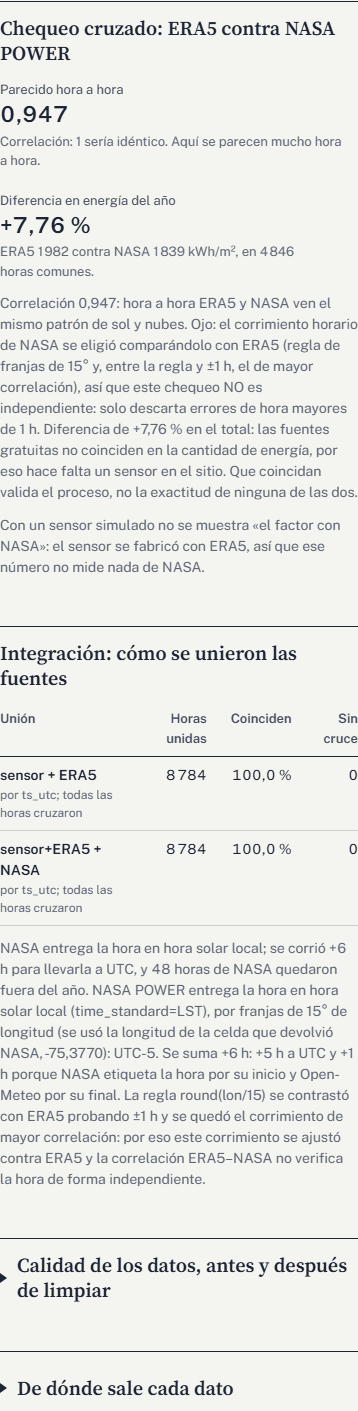 Chequeo cruzado: ERA5 contra NASA
POWER
Parecido hora a hora
0,947
Correlación: 1 sería idéntico. Aquí se parecen mucho hora
a hora.
Diferencia en energía del año
+7,76 %
ERA5 1982 contra NASA 1839 kWh/m², en 4846
horas comunes.
Correlación 0,947: hora a hora ERA5 y NASA ven el
mismo patrón de sol y nubes. Ojo: el corrimiento horario
de NASA se eligió comparándolo con ERA5 (regla de
franjas de 15° y, entre la regla y ±1 h, el de mayor
correlación), así que este chequeo NO es
independiente: solo descarta errores de hora mayores
de 1 h. Diferencia de +7,76 % en el total: las fuentes
gratuitas no coinciden en la cantidad de energía, por
eso hace falta un sensor en el sitio. Que coincidan
valida el proceso, no la exactitud de ninguna de las dos.
Con un sensor simulado no se muestra «el factor con
NASA»: el sensor se fabricó con ERA5, así que ese
número no mide nada de NASA.
Integración: cómo se unieron las
fuentes
Unión Horas Coinciden Sin
unidas cruce
sensor + ERA5 8784 100,0 % 0
por ts_utc; todas las
horas cruzaron
sensor+ERA5 + 8784 100,0 % 0
NASA
por ts_utc; todas las
horas cruzaron
NASA entrega la hora en hora solar local; se corrió +6
h para llevarla a UTC, y 48 horas de NASA quedaron
fuera del año. NASA POWER entrega la hora en hora
solar local (time_standard=LST), por franjas de 15° de
longitud (se usó la longitud de la celda que devolvió
NASA, -75,3770): UTC-5. Se suma +6 h: +5 h a UTC y +1
h porque NASA etiqueta la hora por su inicio y Open-
Meteo por su final. La regla round(lon/15) se contrastó
con ERA5 probando ±1 h y se quedó el corrimiento de
mayor correlación: por eso este corrimiento se ajustó
contra ERA5 y la correlación ERA5–NASA no verifica
la hora de forma independiente.
Calidad de los datos, antes y después
de limpiar
De dónde sale cada dato